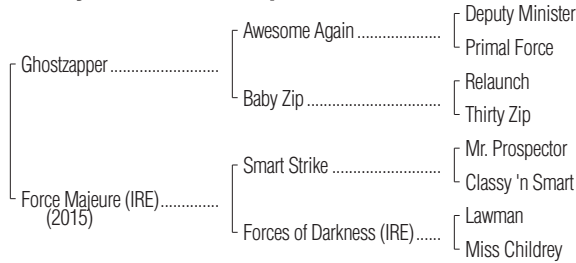 Deputy Minister
Awesome Again ...................
Primal Force
Ghostzapper.........................
Relaunch
Baby Zip ...............................
Thirty Zip
Mr. Prospector
Smart Strike .........................
Classy 'n Smart
Force Majeure (IRE).............
(2015)
Lawman
Forces of Darkness (IRE)......
Miss Childrey